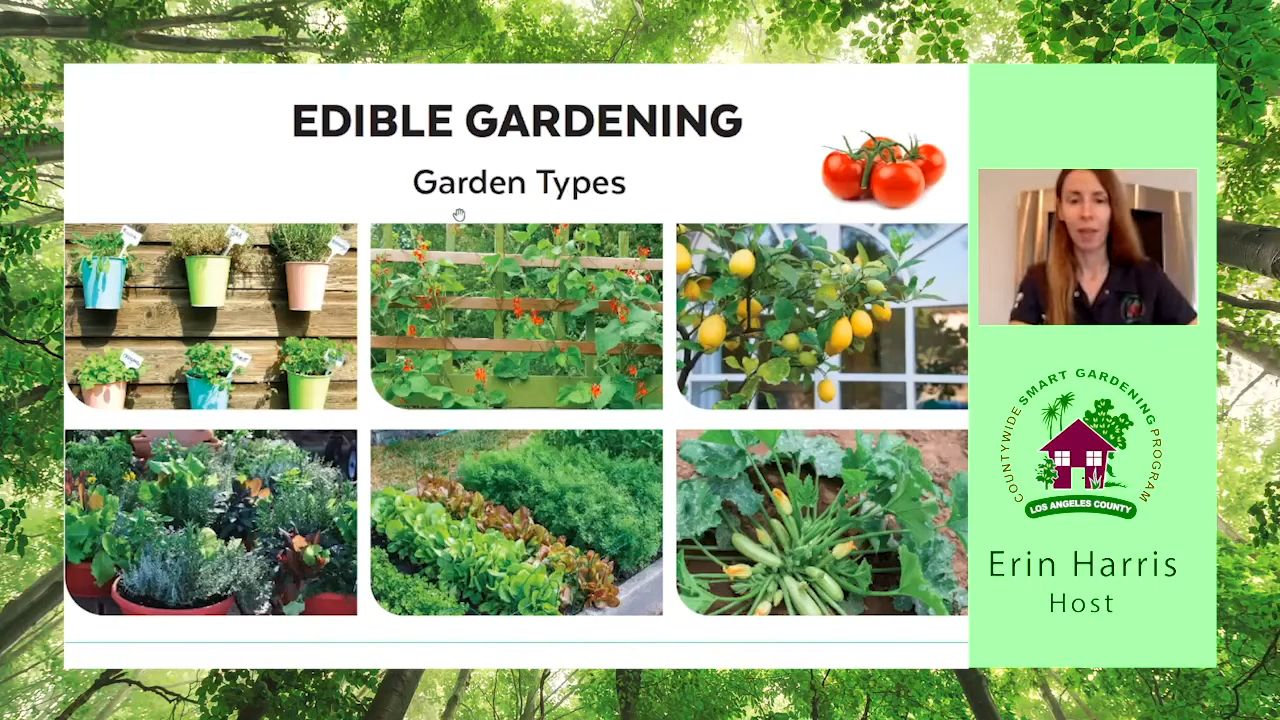 EDIBLE GARDENING
Garden Types
COUNTYWIDE SMART GARDENING PROGRAM
LOS ANGELES COUNTY
Erin Harris
Host